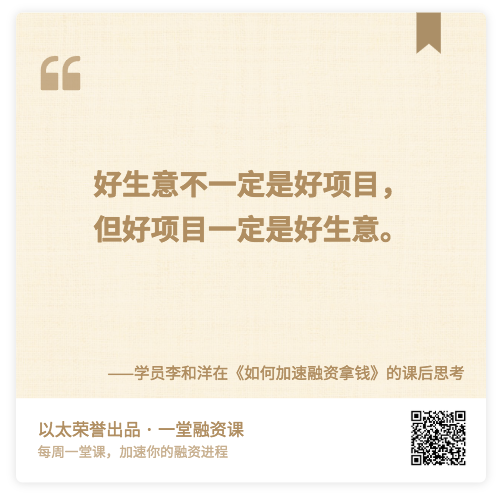 “
好生意不一定是好项目，
但好项目一定是好生意。
——学员李和洋在《如何加速融资拿钱》的课后思考
以太荣誉出品 · 一堂融资课
每周一堂课，加速你的融资进程